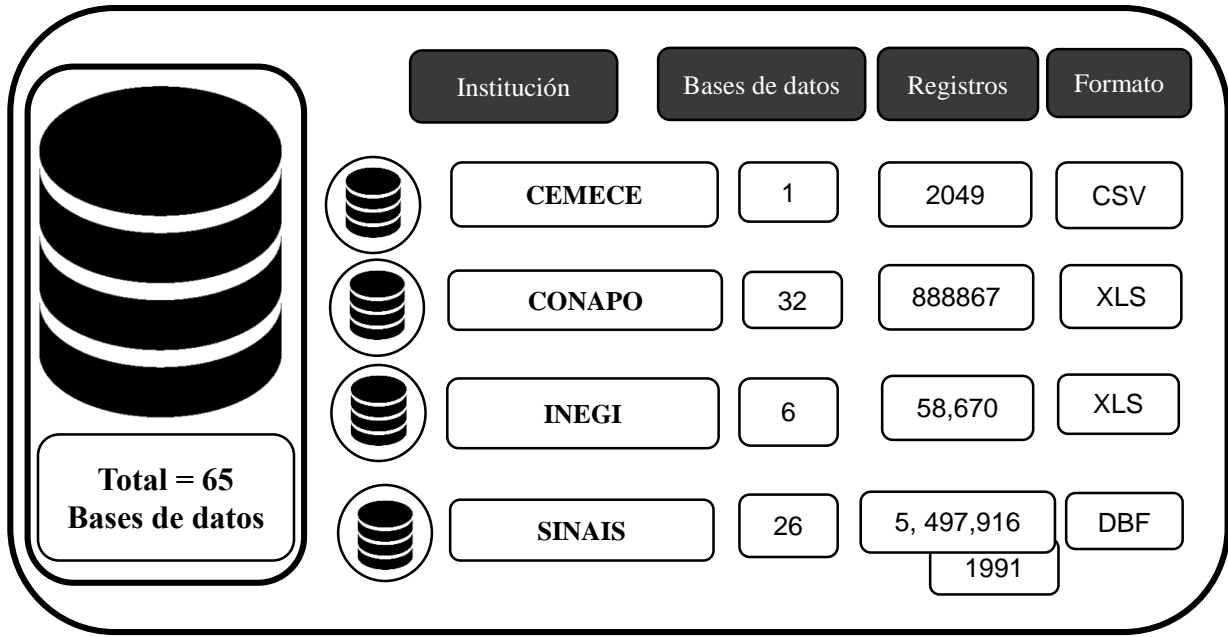 Institución Bases de datos Registros Formato
CEMECE 1 2049 CSV
CONAPO 32 888867 XLS
INEGI 6 58,670 XLS
SINAIS 26 5, 497,916 DBF
1991
Total = 65
Bases de datos